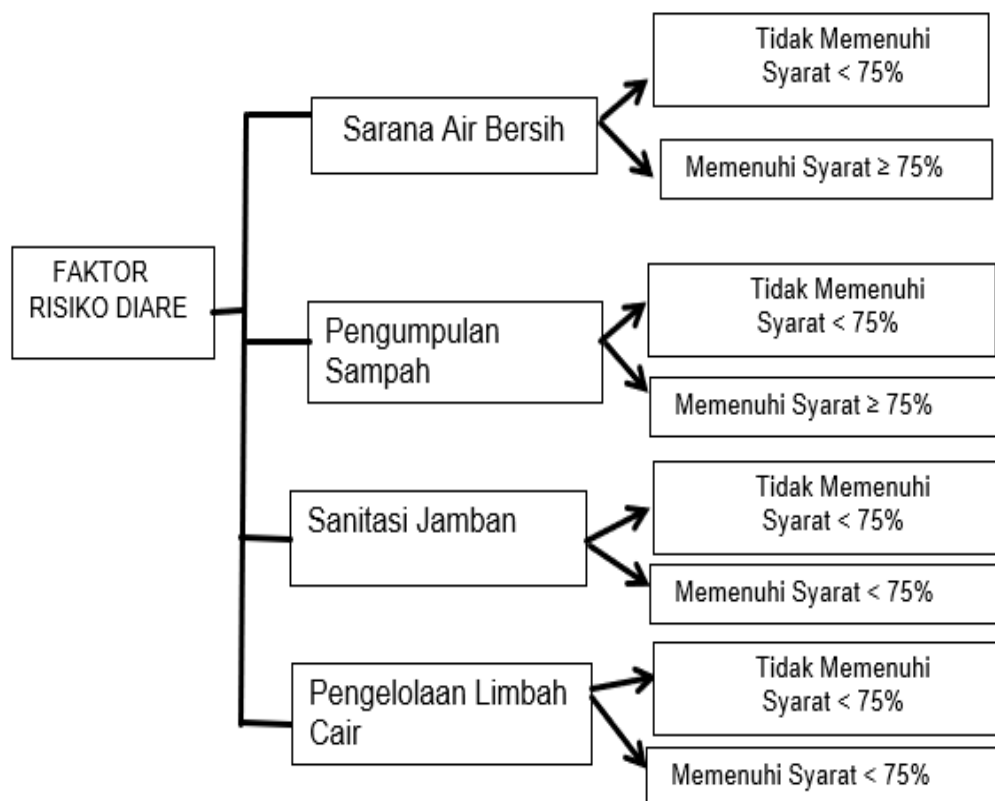 FAKTOR
RISIKO DIARE
Sarana Air Bersih
Tidak Memenuhi
Syarat < 75%
Memenuhi Syarat ≥ 75%
Pengumpulan
Sampah
Tidak Memenuhi
Syarat < 75%
Memenuhi Syarat ≥ 75%
Sanitasi Jamban
Tidak Memenuhi
Syarat < 75%
Memenuhi Syarat < 75%
Pengelolaan Limbah
Cair
Tidak Memenuhi
Syarat < 75%
Memenuhi Syarat < 75%